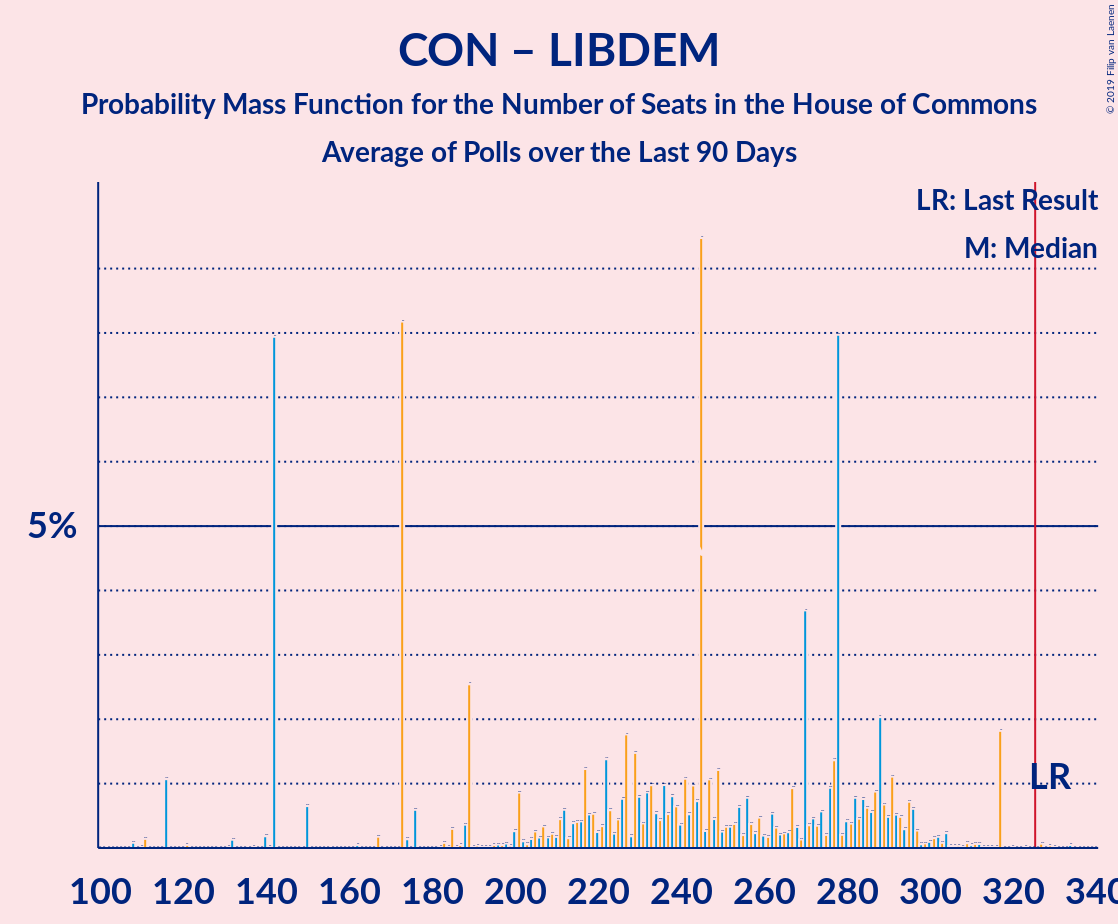 CON – LIBDEM
Probability Mass Function for the Number of Seats in the House of Commons
Average of Polls over the Last 90 Days
© 2019 Filip van Laenen
LR: Last Result
M: Median
5%
LR
100 120 140 160 180 200 220 240 260 280 300 320 340